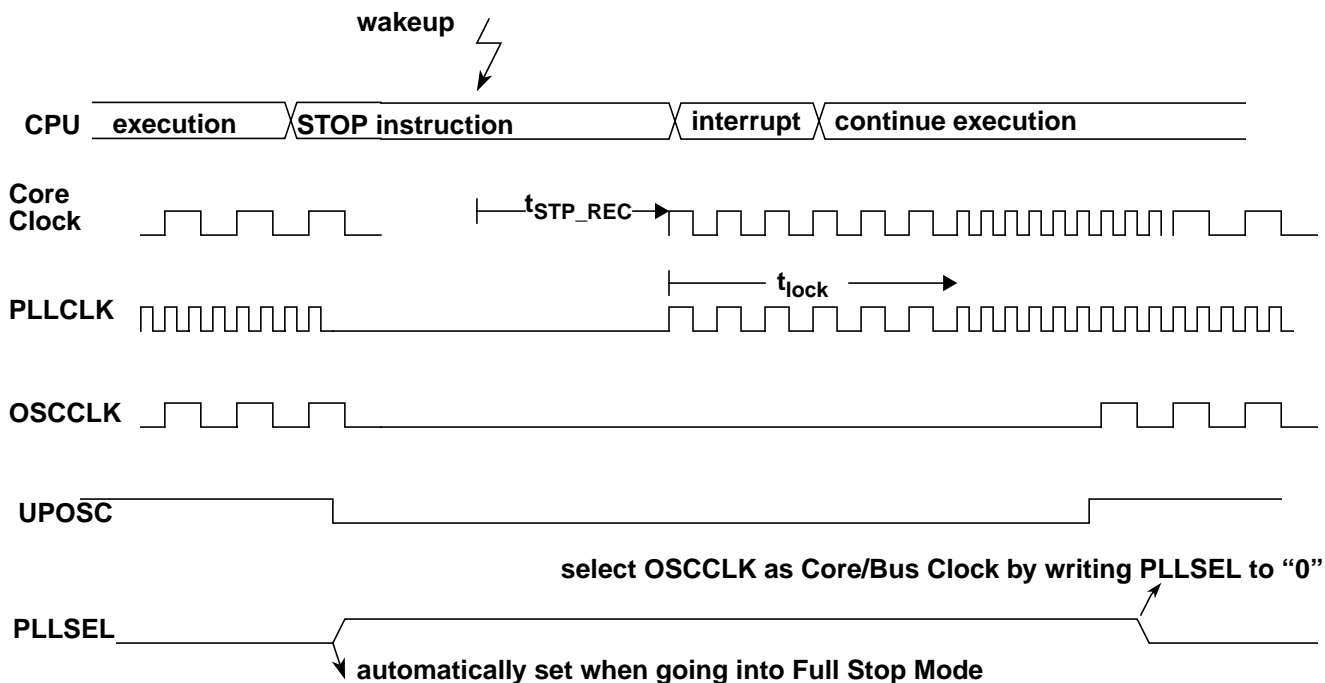 wakeup
CPU execution STOP instruction interrupt continue execution
Core
Clock
tSTP_REC
tlock
PLLCLK
OSCCLK
UPOSC
select OSCCLK as Core/Bus Clock by writing PLLSEL to “0”
PLLSEL
automatically set when going into Full Stop Mode